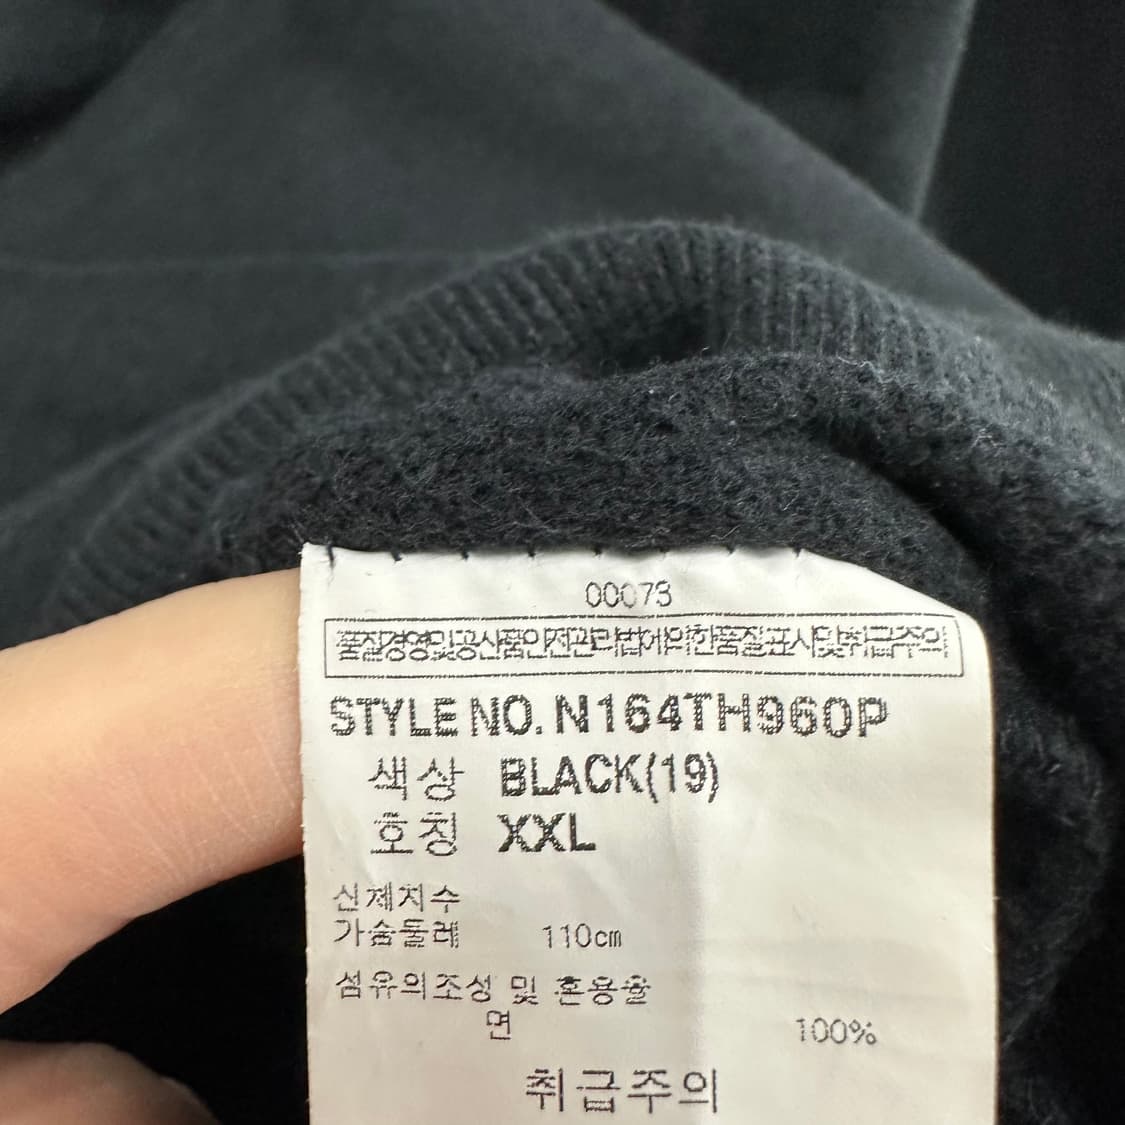 00073
품질경영및공산품안전관리법에의한품질표시및취급주의
STYLE NO. N164TH960P
색상 BLACK(19)
호칭 XXL
신체치수
가슴둘레 110cm
섬유의조성 및 혼용율
면 100%
취급주의